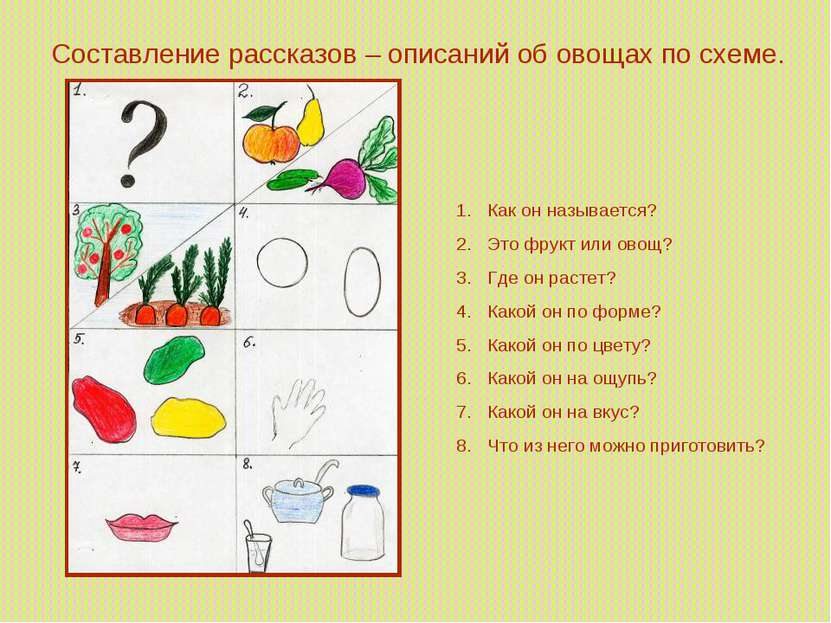 Составление рассказов – описаний об овощах по схеме.
1.
2.
3
4.
5.
6.
7.
8.
1. Как он называется?
2. Это фрукт или овощ?
3. Где он растет?
4. Какой он по форме?
5. Какой он по цвету?
6. Какой он на ощупь?
7. Какой он на вкус?
8. Что из него можно приготовить?